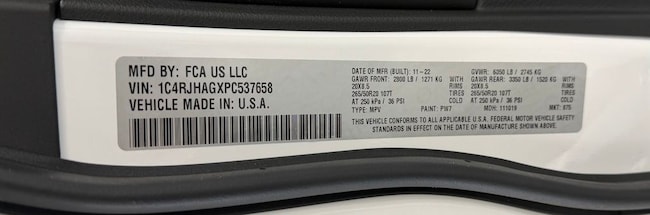 MFD BY: FCA US LLC
VIN: 1C4RJHAGXPC537658
VEHICLE MADE IN: U.S.A.
DATE OF MFR (BUILT): 11-22 GVWR: 6050 LB / 2745 KG
GAWR FRONT: 2800 LB / 1271 KG WITH GAWR REAR: 3350 LB / 1520 KG WITH
20X8.5 RIMS 20X8.5 RIMS
265/50R20 107T TIRES 265/50R20 107T TIRES
AT 250 kPa / 36 PSI COLD AT 250 kPa / 36 PSI COLD
TYPE: MPV PAINT: PW7 MDH: 111019 MKT:
THIS VEHICLE CONFORMS TO ALL APPLICABLE U.S.A. FEDERAL MOTOR VEHICLE SAFETY
STANDARDS IN EFFECT ON THE DATE OF MANUFACTURE SHOWN ABOVE.